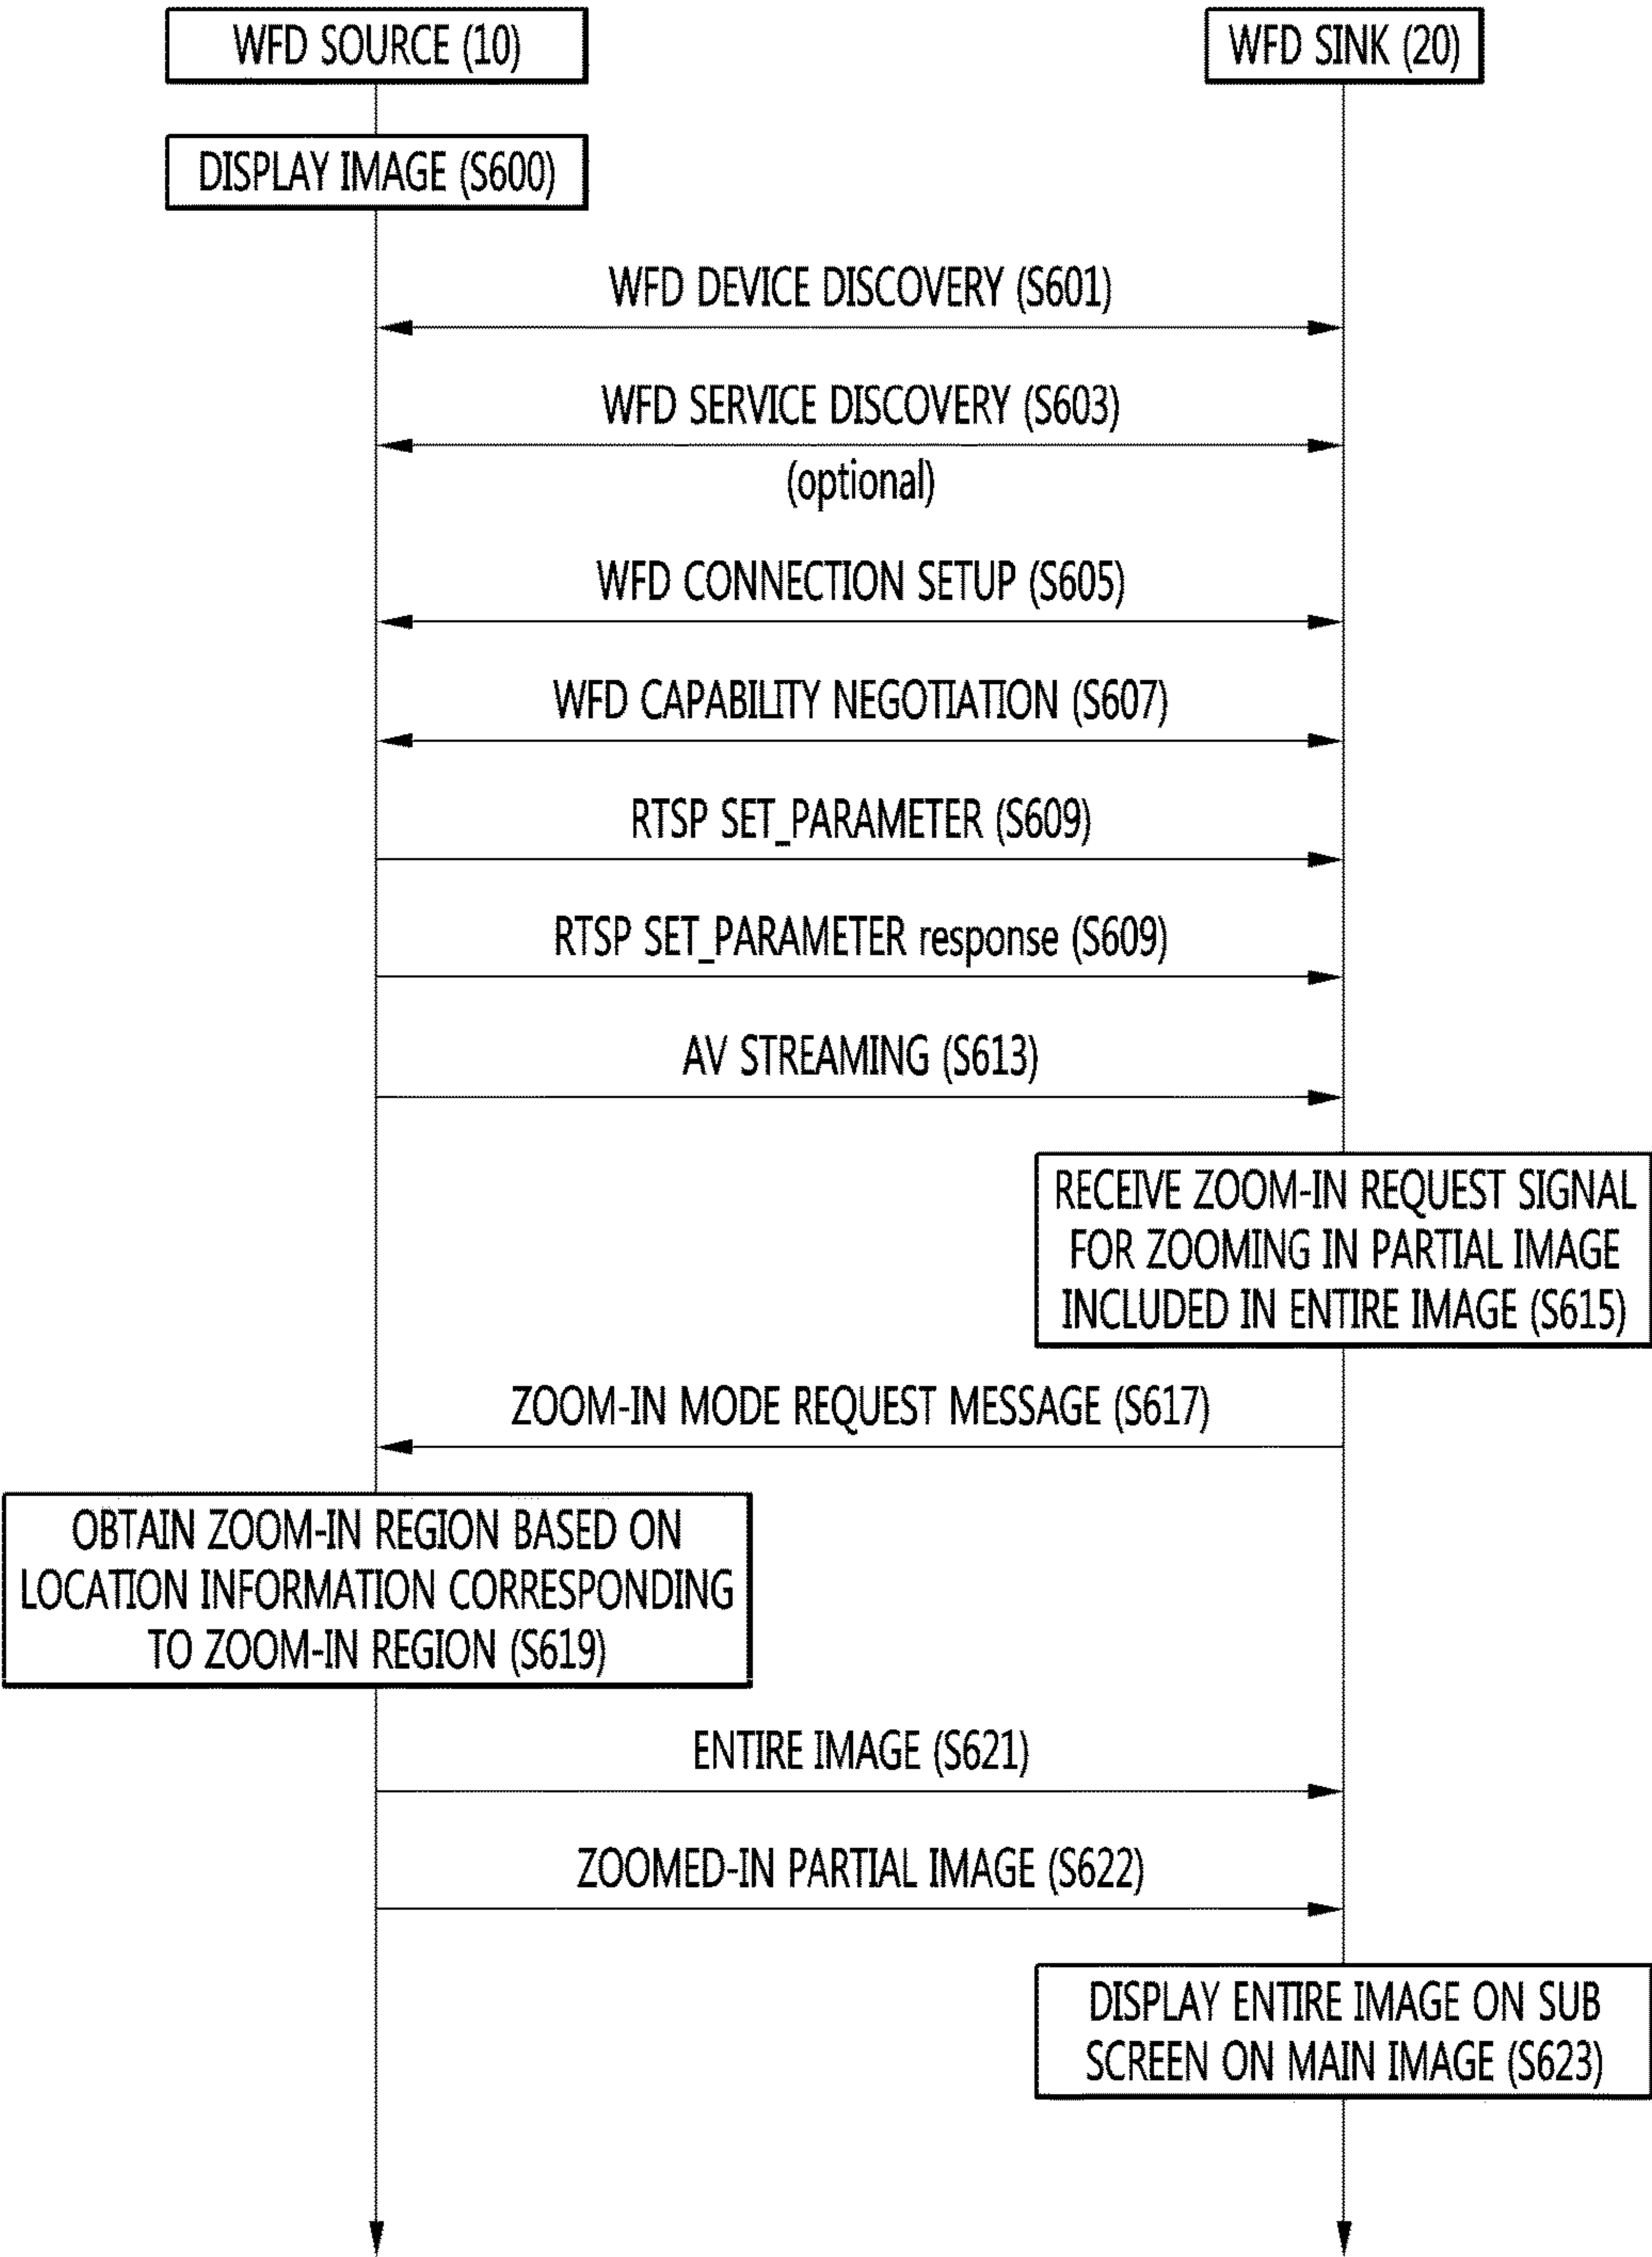 WFD SOURCE (10)
WFD SINK (20)
DISPLAY IMAGE (S600)
WFD DEVICE DISCOVERY (S601)
WFD SERVICE DISCOVERY (S603)
(optional)
WFD CONNECTION SETUP (S605)
WFD CAPABILITY NEGOTIATION (S607)
RTSP SET_PARAMETER (S609)
RTSP SET_PARAMETER response (S609)
AV STREAMING (S613)
RECEIVE ZOOM-IN REQUEST SIGNAL
FOR ZOOMING IN PARTIAL IMAGE
INCLUDED IN ENTIRE IMAGE (S615)
ZOOM-IN MODE REQUEST MESSAGE (S617)
OBTAIN ZOOM-IN REGION BASED ON
LOCATION INFORMATION CORRESPONDING
TO ZOOM-IN REGION (S619)
ENTIRE IMAGE (S621)
ZOOMED-IN PARTIAL IMAGE (S622)
DISPLAY ENTIRE IMAGE ON SUB
SCREEN ON MAIN IMAGE (S623)